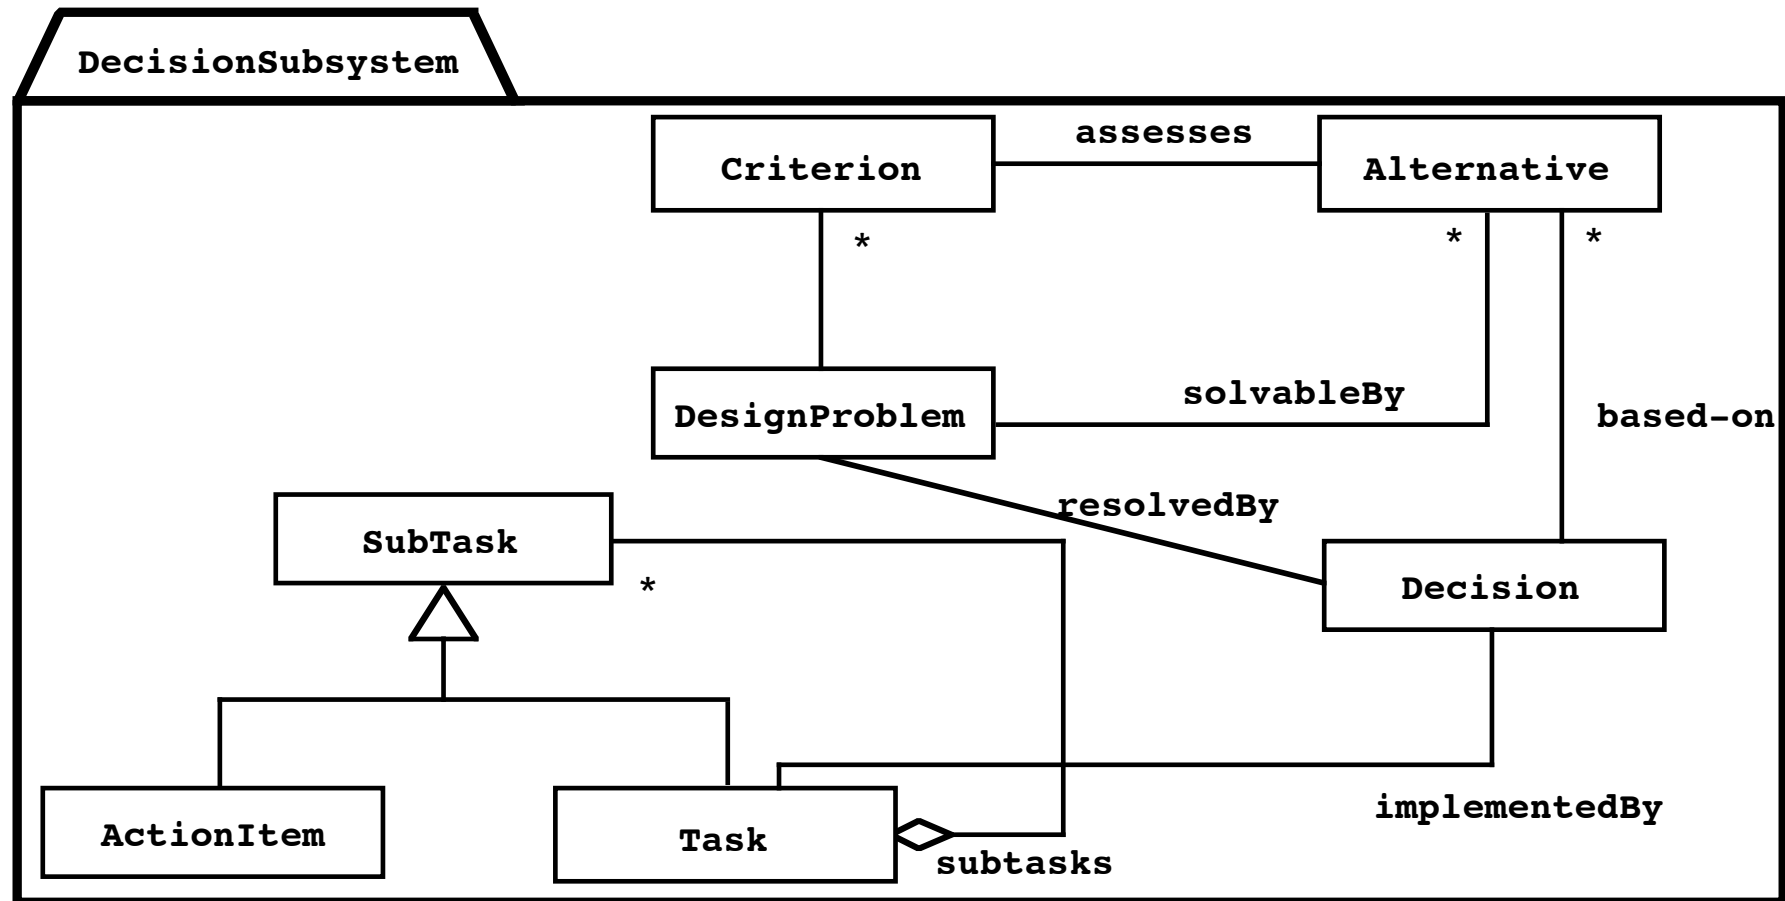 DecisionSubsystem
assesses
Criterion
Alternative
*
*
*
solvableBy
DesignProblem
based-on
resolvedBy
SubTask
*
Decision
implementedBy
ActionItem
Task
subtasks